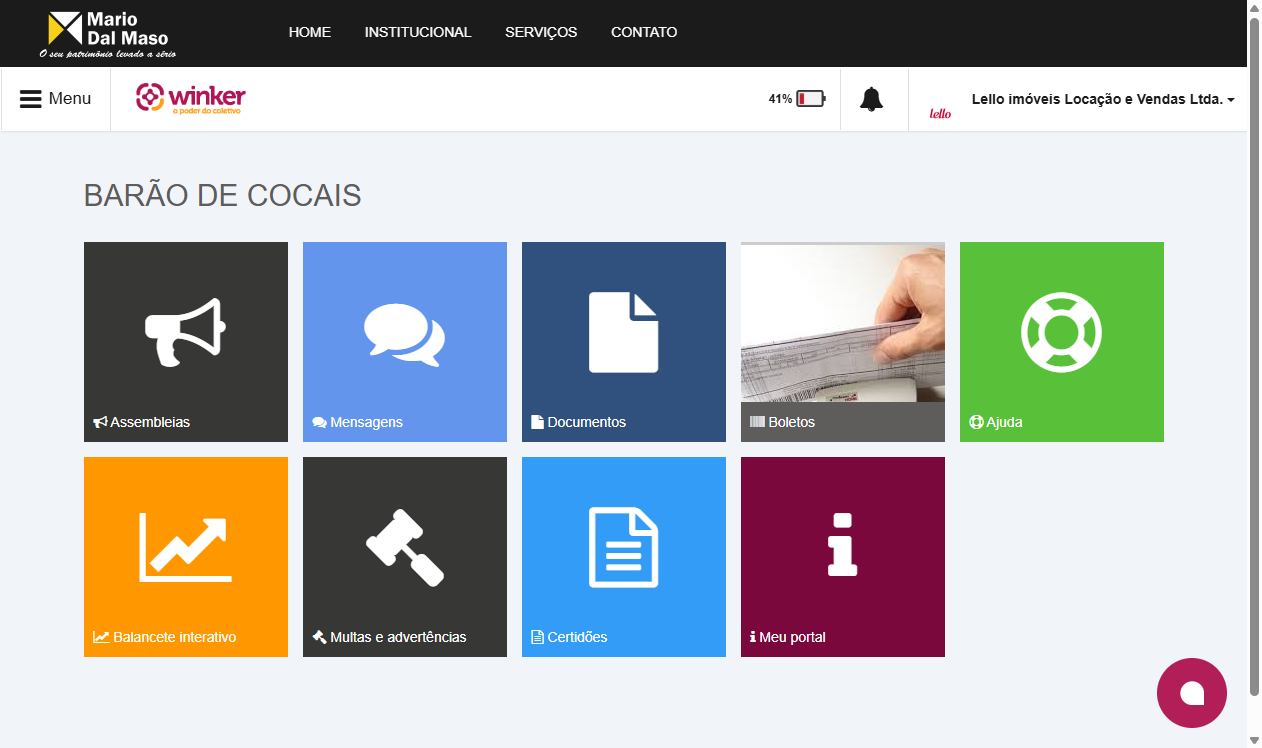 Mario
Dal Maso
O seu patrimônio levado a sério
HOME
INSTITUCIONAL
SERVIÇOS
CONTATO
Menu
winker
o poder do coletivo
41%
lello
Lello imóveis Locação e Vendas Ltda.
BARÃO DE COCAIS
Assembleias
Mensagens
Documentos
Boletos
Ajuda
Balancete interativo
Multas e advertências
Certidões
Meu portal